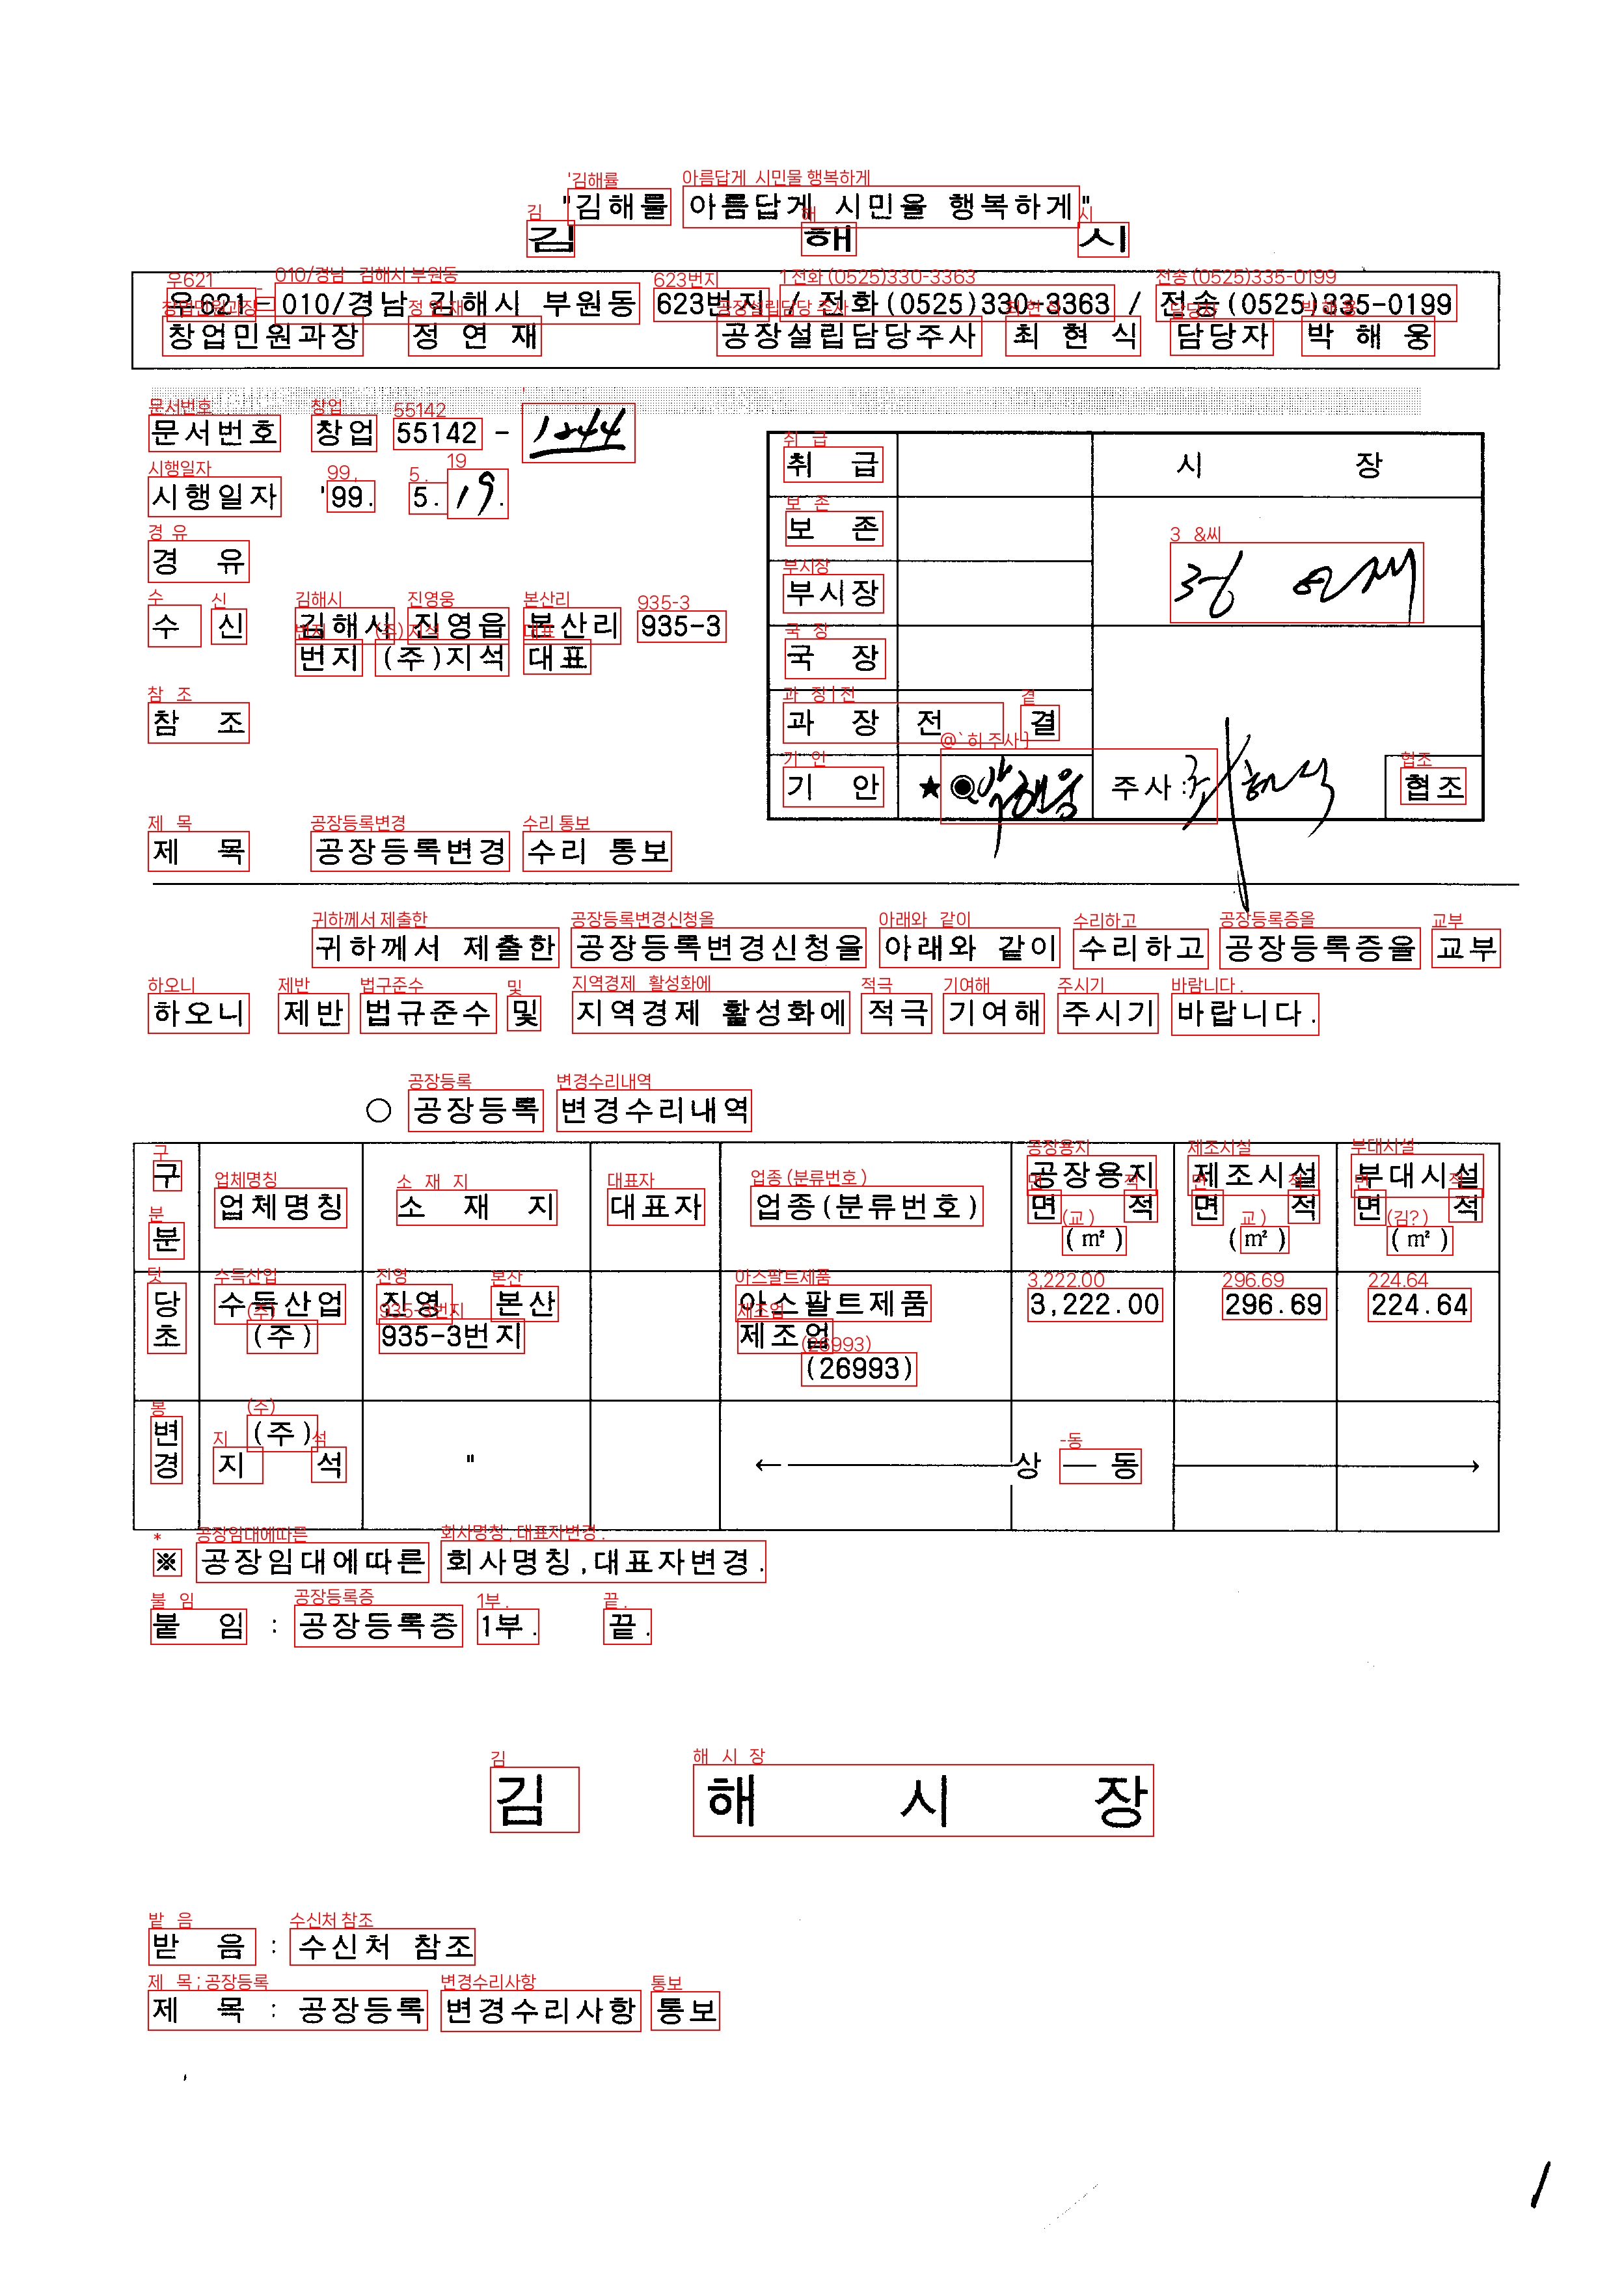 "김해를 아름답게 시민을 행복하게"
김 해 시
우621-010/경남 김해시 부원동 623번지 / 전화(0525)330-3363 / 전송(0525)335-0199
창업민원과장 정 연 재 공장설립담당주사 최 현 식 담당자 박 해 웅
문서번호 창업 55142 - 1244
시행일자 '99. 5. 19.
경 유
수 신 김해시 진영읍 본산리 935-3
번지 (주)지석 대표
참 조
취 급 시 장
보 존
부시장
국 장
과 장 전 결
기 안 ★◉ 주사: 협조
제 목 공장등록변경 수리 통보
귀하께서 제출한 공장등록변경신청을 아래와 같이 수리하고 공장등록증을 교부
하오니 제반 법규준수 및 지역경제 활성화에 적극 기여해 주시기 바랍니다.
○ 공장등록 변경수리내역
구분 업체명칭 소 재 지 대표자 업종(분류번호) 공장용지 면 적 (㎡) 제조시설 면 적 (㎡) 부대시설 면 적 (㎡)
당초 수득산업 (주) 진영 본산 935-3번지 아스팔트제품 제조업 (26993) 3,222.00 296.69 224.64
변경 (주) 지 석 " ← 상 동 →
※ 공장임대에따른 회사명칭,대표자변경.
붙 임 : 공장등록증 1부. 끝.
김 해 시 장
받 음 : 수신처 참조
제 목 : 공장등록 변경수리사항 통보